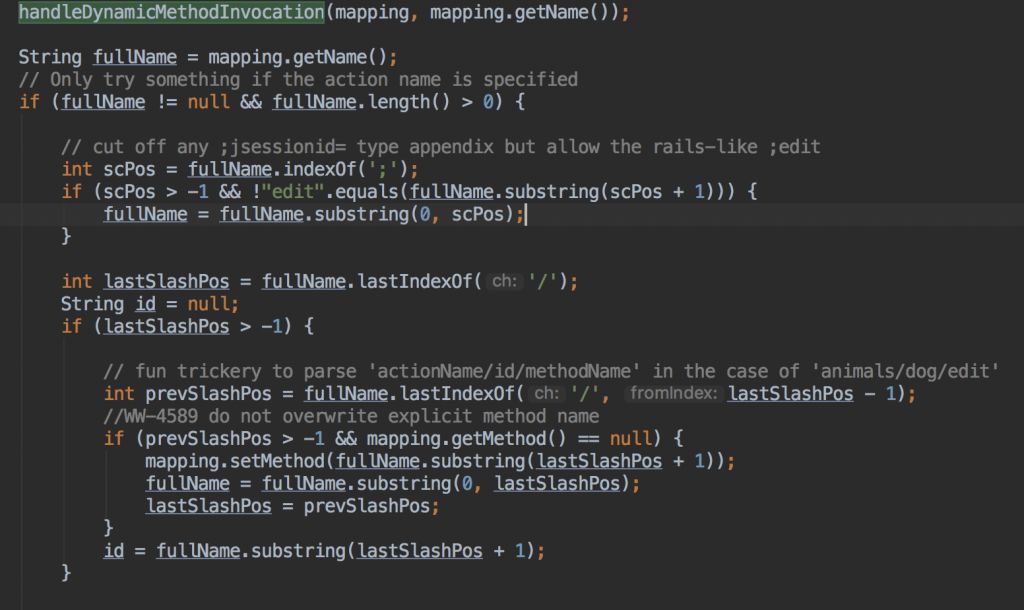 handleDynamicMethodInvocation(mapping, mapping.getName());
String fullName = mapping.getName();
// Only try something if the action name is specified
if (fullName != null && fullName.length() > 0) {
// cut off any ;jsessionid= type appendix but allow the rails-like ;edit
int scPos = fullName.indexOf(';');
if (scPos > -1 && !"edit".equals(fullName.substring(scPos + 1))) {
fullName = fullName.substring(0, scPos);
}
int lastSlashPos = fullName.lastIndexOf( ch: '/');
String id = null;
if (lastSlashPos > -1) {
// fun trickery to parse 'actionName/id/methodName' in the case of 'animals/dog/edit'
int prevSlashPos = fullName.lastIndexOf( ch: '/', fromIndex: lastSlashPos - 1);
//WW-4589 do not overwrite explicit method name
if (prevSlashPos > -1 && mapping.getMethod() == null) {
mapping.setMethod(fullName.substring(lastSlashPos + 1));
fullName = fullName.substring(0, lastSlashPos);
lastSlashPos = prevSlashPos;
}
id = fullName.substring(lastSlashPos + 1);
}